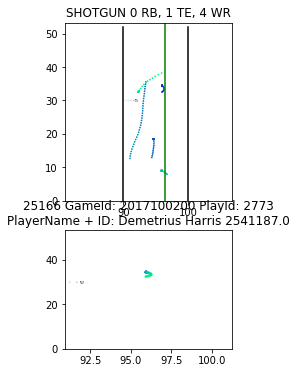 SHOTGUN 0 RB, 1 TE, 4 WR
50
40
30
20
10
0
90
100
25166 GameId: 2017100200 PlayId: 2773
PlayerName + ID: Demetrius Harris 2541187.0
40
20
0
92.5 95.0 97.5 100.0